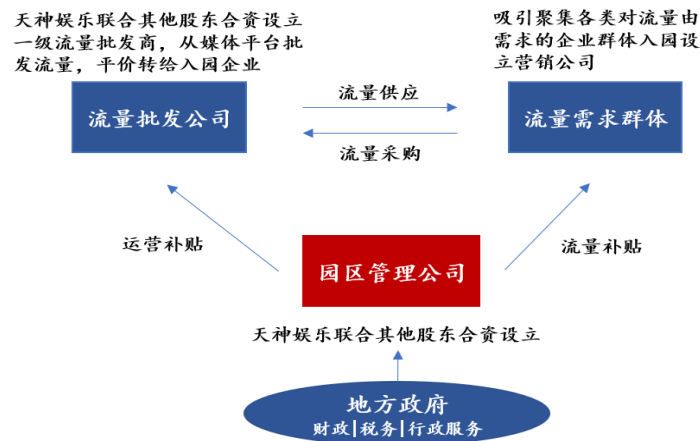 天神娱乐联合其他股东合资设立
一级流量批发商，从媒体平台批
发流量，平价转给入园企业
吸引聚集各类对流量由
需求的企业群体入园设
立营销公司
流量批发公司
流量供应
流量采购
流量需求群体
运营补贴
流量补贴
园区管理公司
天神娱乐联合其他股东合资设立
地方政府
财政|税务|行政服务